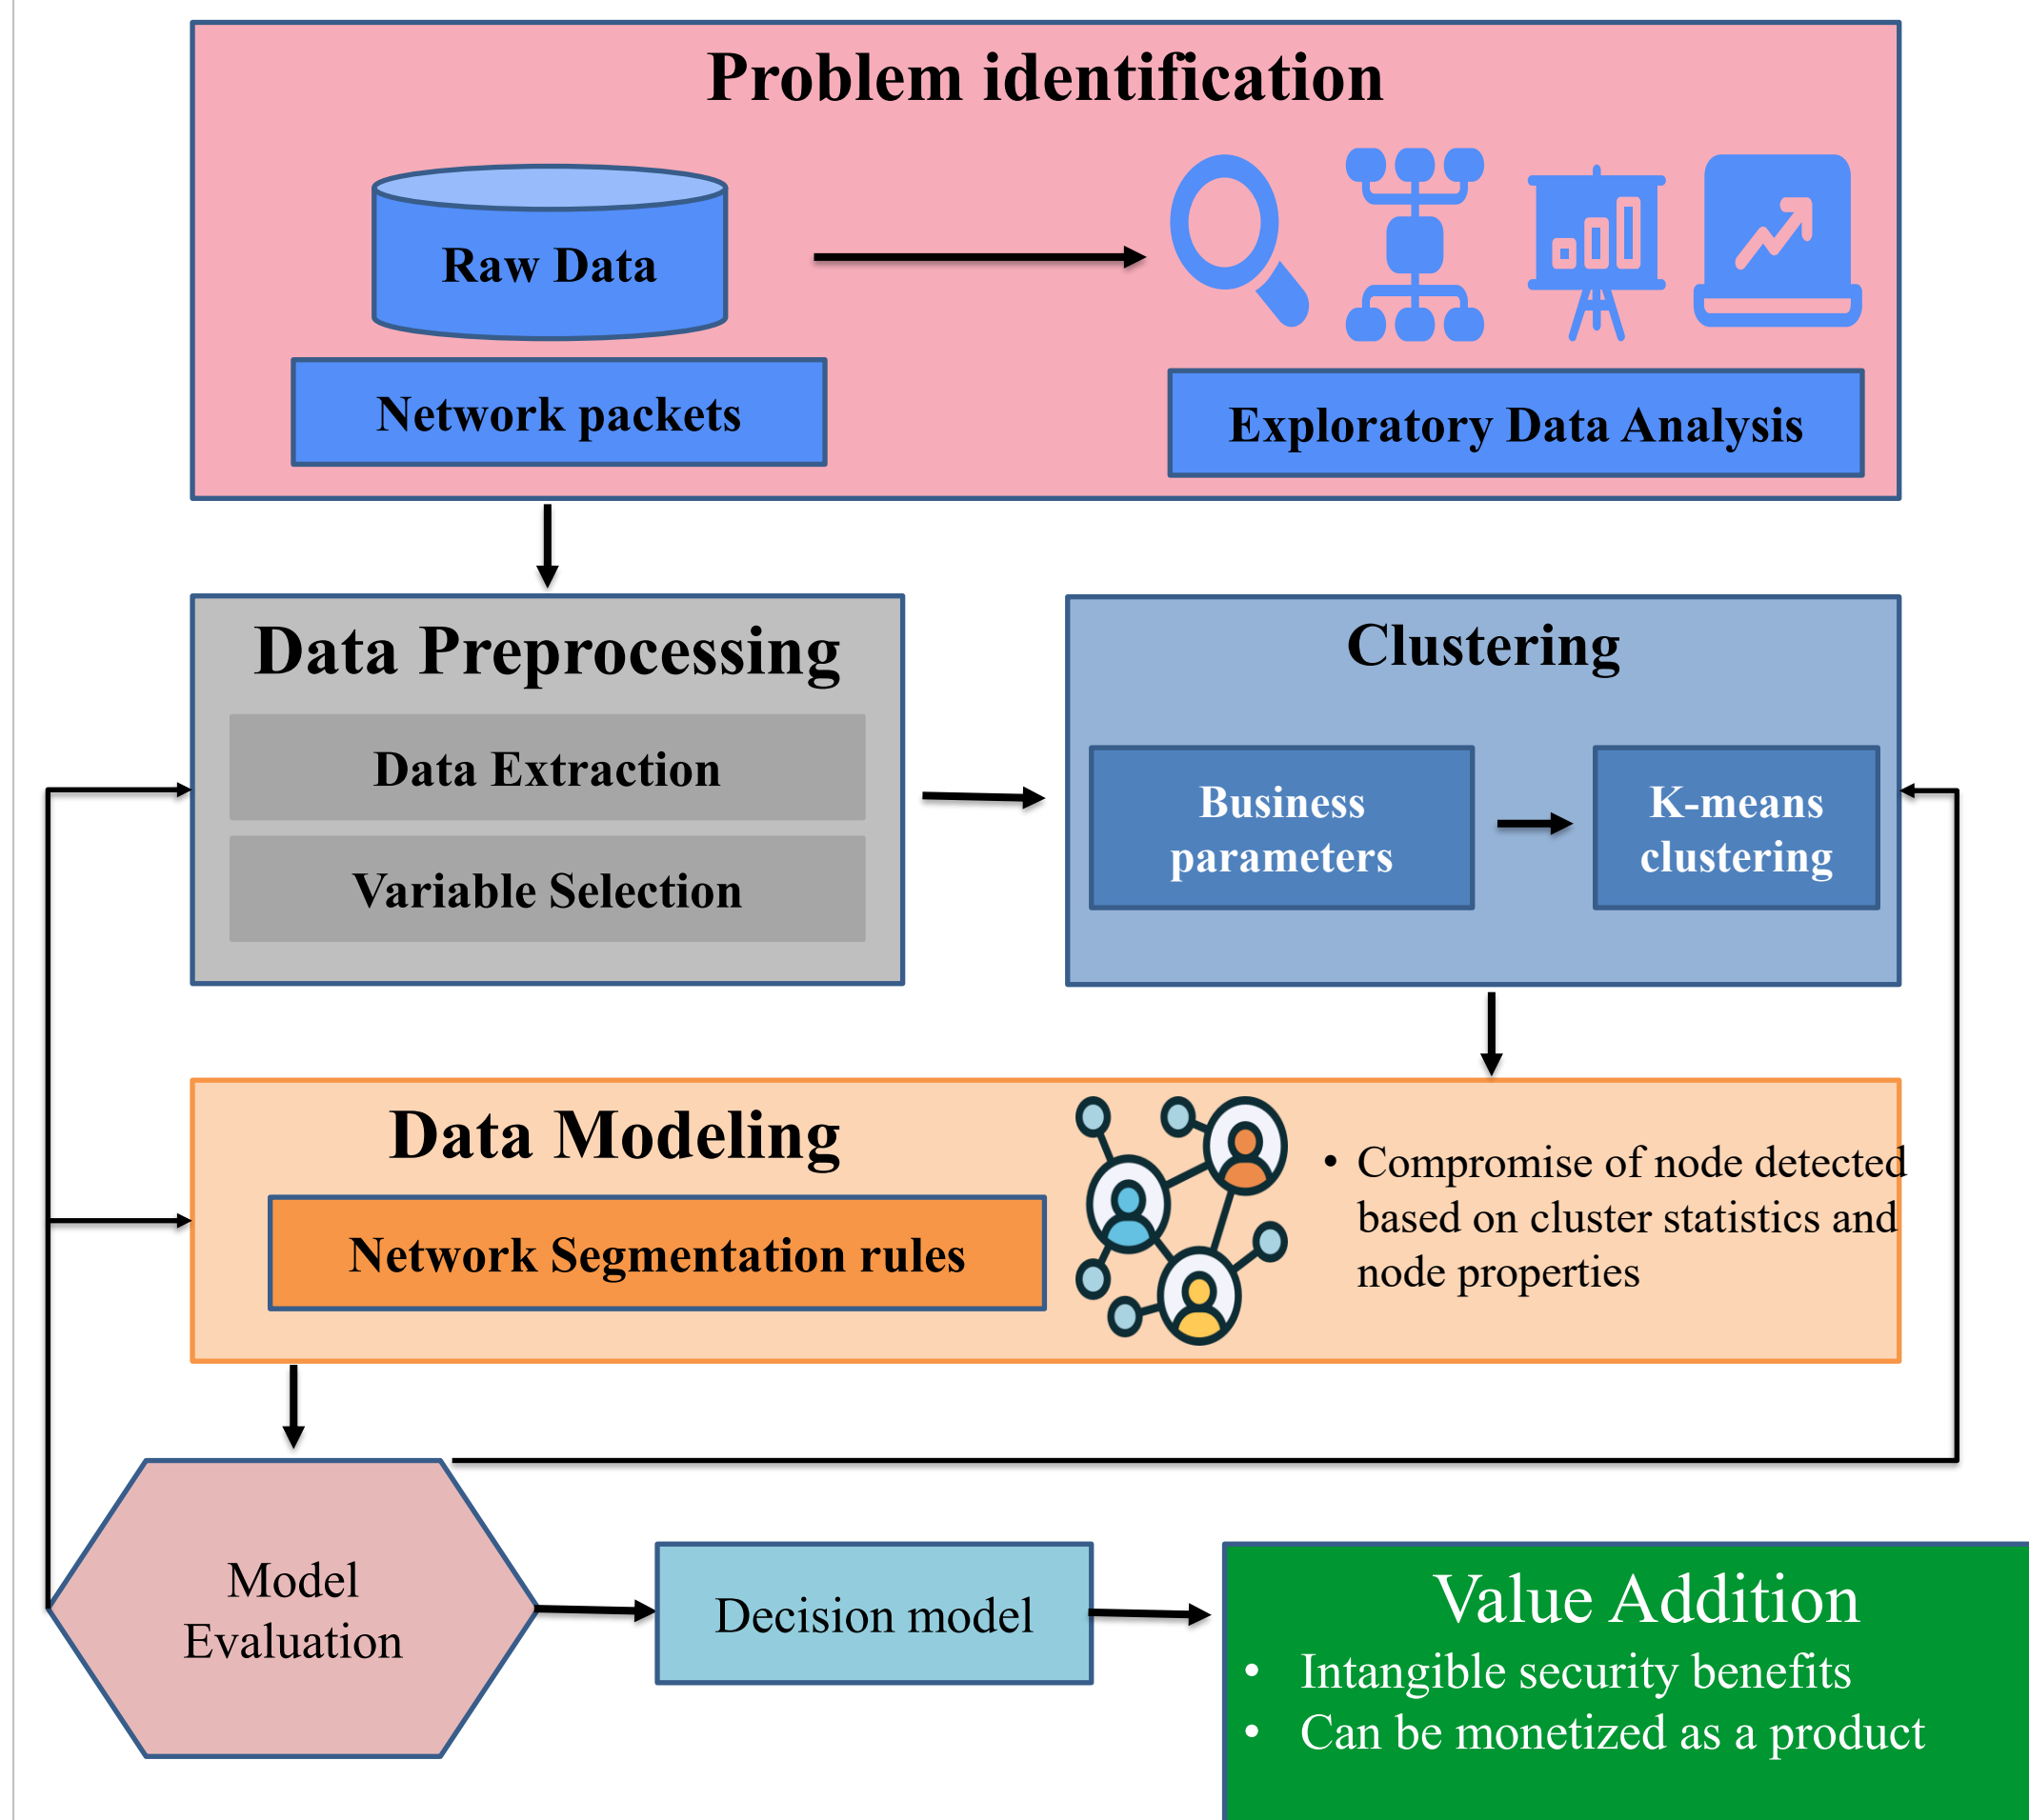 Problem identification
Raw Data
Network packets
Exploratory Data Analysis
Data Preprocessing
Data Extraction
Variable Selection
Clustering
Business
parameters
K-means
clustering
Data Modeling
Network Segmentation rules
• Compromise of node detected
based on cluster statistics and
node properties
Model
Evaluation
Decision model
Value Addition
• Intangible security benefits
• Can be monetized as a product